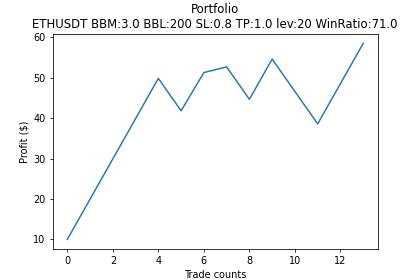 Portfolio
ETHUSDT BBM:3.0 BBL:200 SL:0.8 TP:1.0 lev:20 WinRatio:71.0
60
50
40
30
20
10
Profit ($)
0 2 4 6 8 10 12
Trade counts